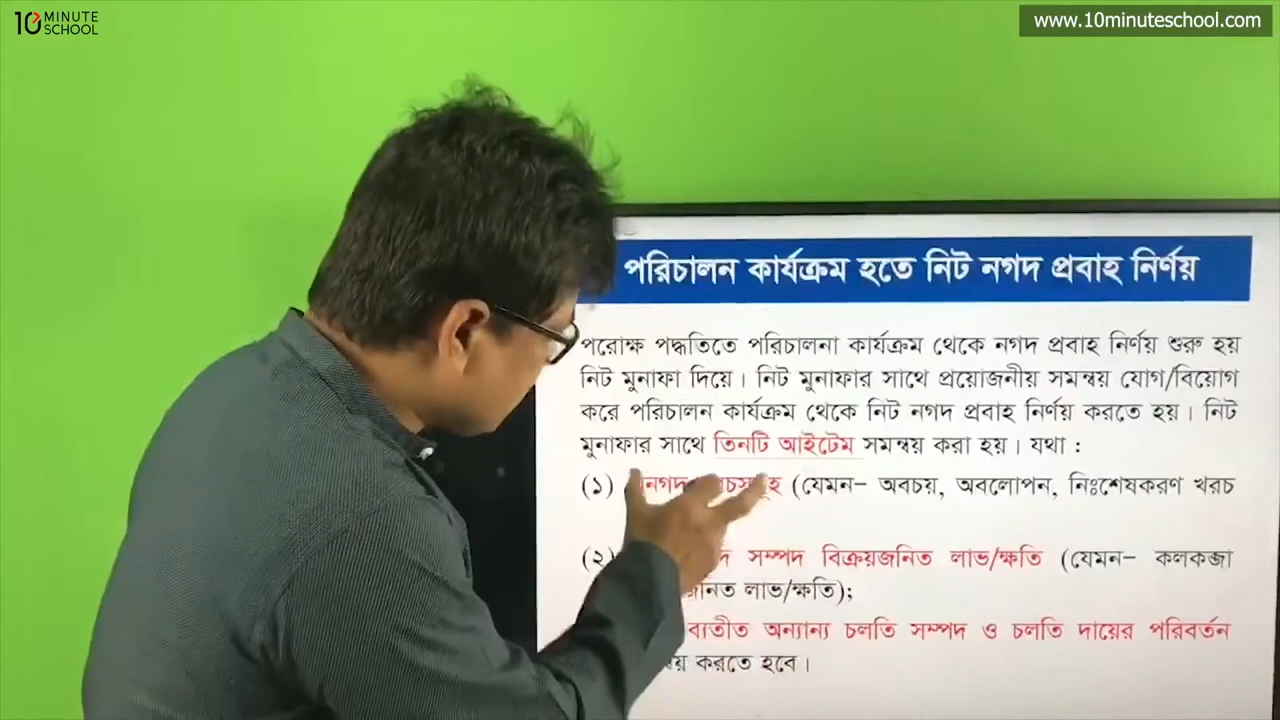 10 MINUTE SCHOOL
www.10minuteschool.com
পরিচালন কার্যক্রম হতে নিট নগদ প্রবাহ নির্ণয়
পরোক্ষ পদ্ধতিতে পরিচালনা কার্যক্রম থেকে নগদ প্রবাহ নির্ণয় শুরু হয়
নিট মুনাফা দিয়ে। নিট মুনাফার সাথে প্রয়োজনীয় সমন্বয় যোগ/বিয়োগ
করে পরিচালন কার্যক্রম থেকে নিট নগদ প্রবাহ নির্ণয় করতে হয়। নিট
মুনাফার সাথে তিনটি আইটেম সমন্বয় করা হয়। যথা :
(১) (যেমন– অবচয়, অবলোপন, নিঃশেষকরণ খরচ
(২) সম্পদ বিক্রয়জনিত লাভ/ক্ষতি (যেমন– কলকব্জা
লাভ/ক্ষতি);
ব্যতীত অন্যান্য চলতি সম্পদ ও চলতি দায়ের পরিবর্তন
করতে হবে।